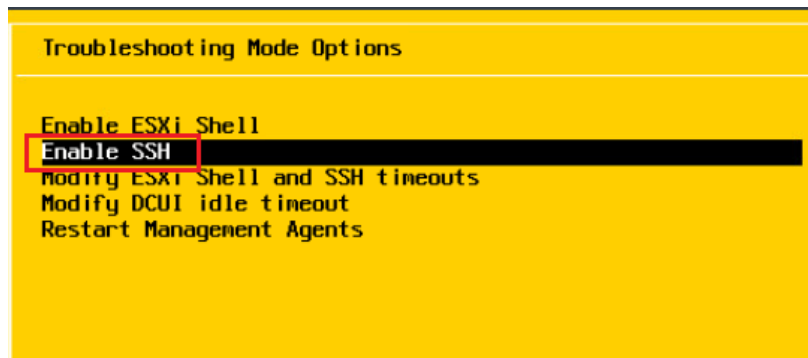 Troubleshooting Mode Options
Enable ESXi Shell
Enable SSH
Modify ESXi Shell and SSH timeouts
Modify DCUI idle timeout
Restart Management Agents